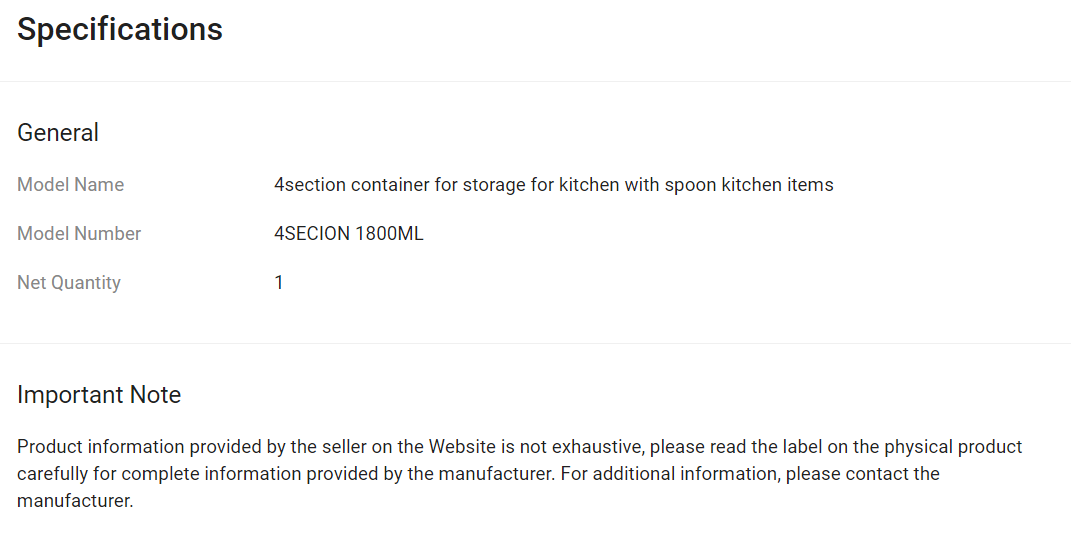 Specifications
General
Model Name 4section container for storage for kitchen with spoon kitchen items
Model Number 4SECION 1800ML
Net Quantity 1
Important Note
Product information provided by the seller on the Website is not exhaustive, please read the label on the physical product
carefully for complete information provided by the manufacturer. For additional information, please contact the
manufacturer.